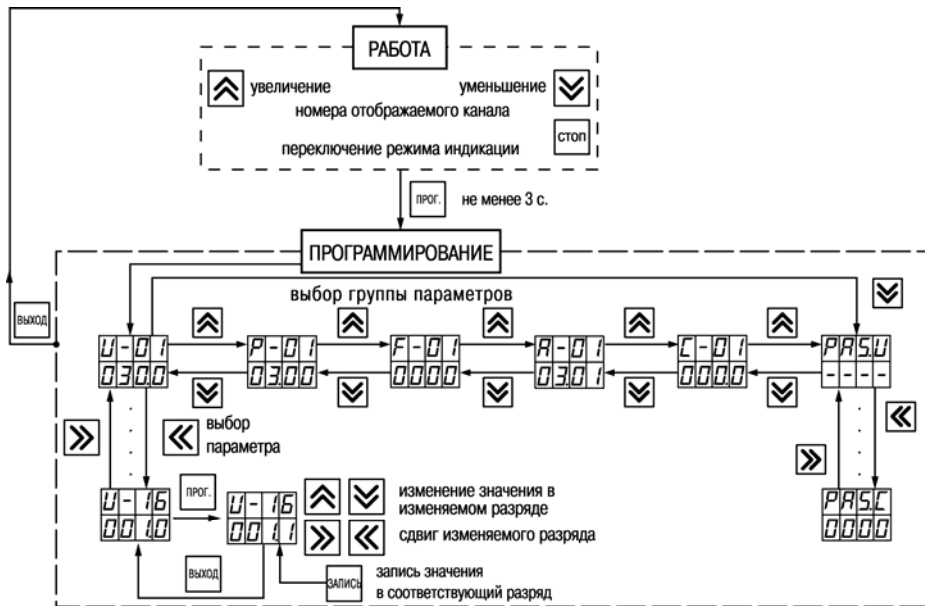 РАБОТА
увеличение
уменьшение
номера отображаемого канала
СТОП
переключение режима индикации
ПРОГ.
не менее 3 с.
ПРОГРАММИРОВАНИЕ
выбор группы параметров
ВЫХОД
U-01
030.0
P-01
03.00
F-01
0000
A-01
03.01
C-01
000.0
PAS.U
----
выбор
параметра
U-16
001.0
ПРОГ.
U-16
001.1
изменение значения в
изменяемом разряде
сдвиг изменяемого разряда
PAS.C
0000
ВЫХОД
ЗАПИСЬ
запись значения
в соответствующий разряд